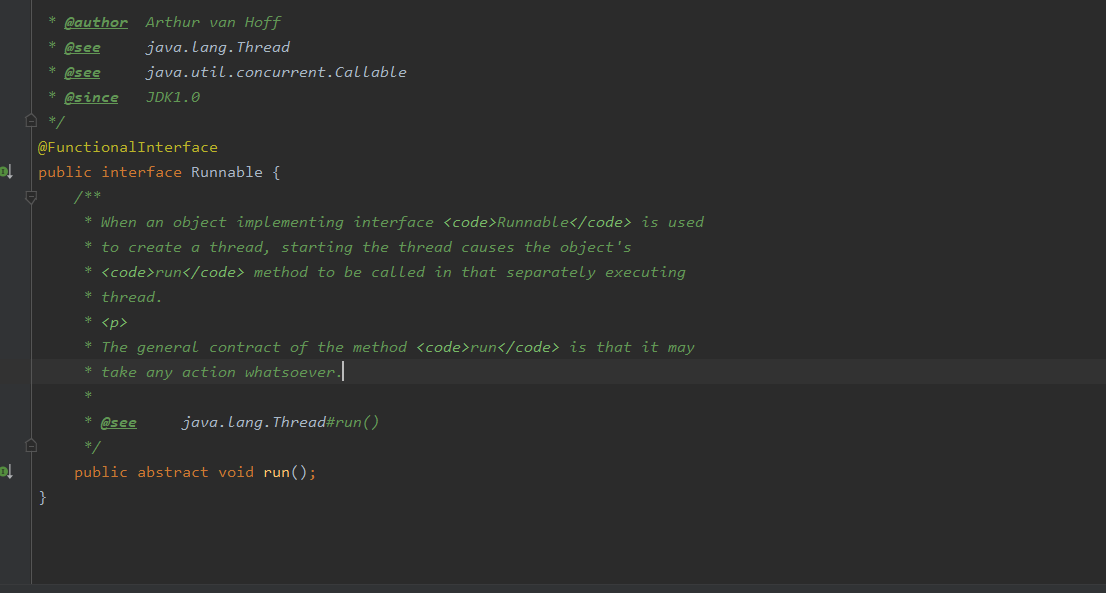 * @author  Arthur van Hoff
* @see     java.lang.Thread
* @see     java.util.concurrent.Callable
* @since   JDK1.0
*/
@FunctionalInterface
public interface Runnable {
/**
* When an object implementing interface <code>Runnable</code> is used
* to create a thread, starting the thread causes the object's
* <code>run</code> method to be called in that separately executing
* thread.
* <p>
* The general contract of the method <code>run</code> is that it may
* take any action whatsoever.
*
* @see     java.lang.Thread#run()
*/
public abstract void run();
}